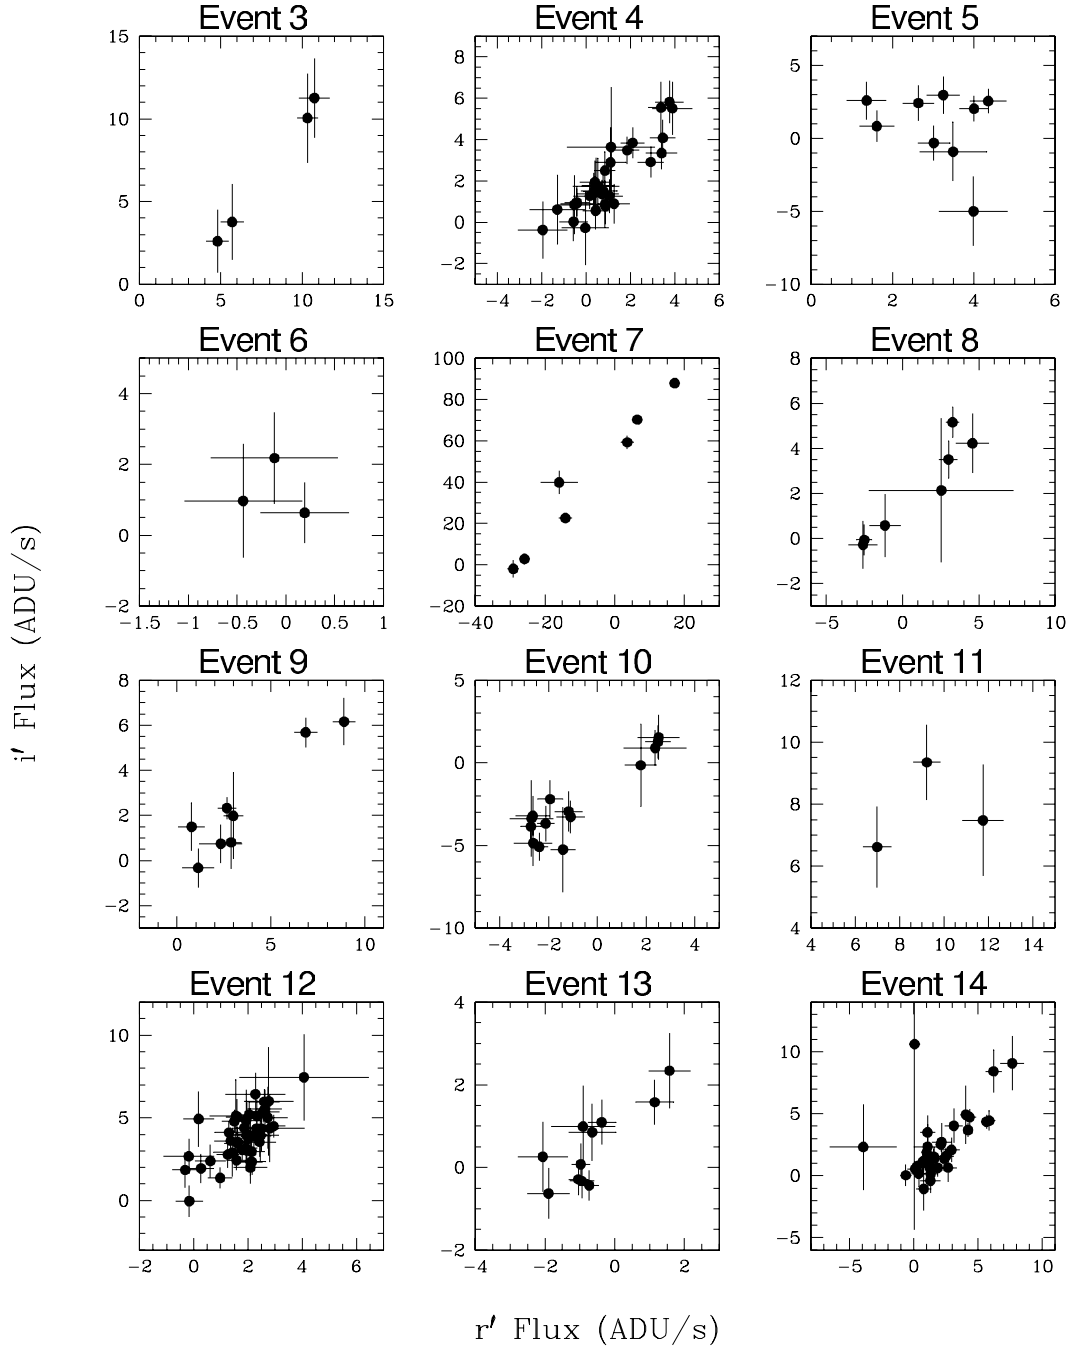 Event 3
Event 4
Event 5
15
10
5
0
0 5 10 15
8
6
4
2
0
−2
−4 −2 0 2 4 6
5
0
−5
−10
0 2 4 6
Event 6
Event 7
Event 8
4
2
0
−2
−1.5 −1 −0.5 0 0.5 1
100
80
60
40
20
0
−20
−40 −20 0 20
8
6
4
2
0
−2
−5 0 5 10
i′ Flux (ADU/s)
Event 9
Event 10
Event 11
8
6
4
2
0
−2
0 5 10
5
0
−5
−10
−4 −2 0 2 4
12
10
8
6
4
4 6 8 10 12 14
Event 12
Event 13
Event 14
10
5
0
−2 0 2 4 6
4
2
0
−2
−4 −2 0 2
10
5
0
−5
−5 0 5 10
r′ Flux (ADU/s)